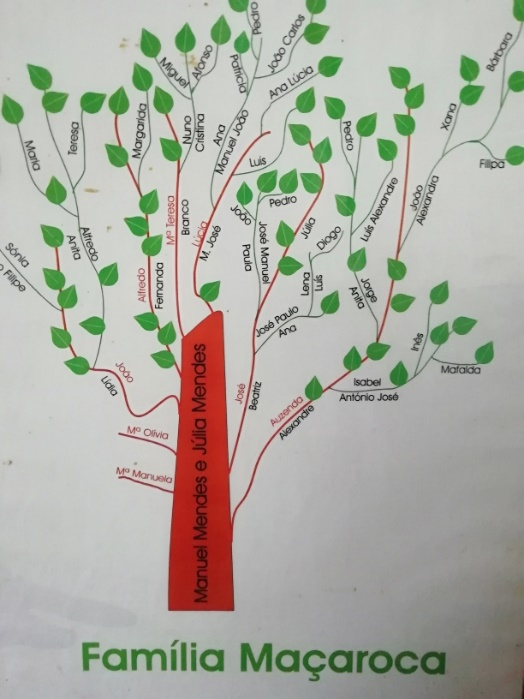 Pedro
João Carlos
Patrícia
Afonso
Miguel
Bárbara
Ana Lúcia
Nuno
Cristina
Margarida
Ana
Manuel João
Luís
Xana
Filipa
Teresa
Maria
Pedro
Luís Alexandre
João
Alexandra
Mª Teresa
Branco
Lúcia
M. José
Pedro
João
José Manuel
Paula
Júlia
Diogo
Lena
Luís
Jorge
Anita
Alfredo
Anita
Sónia
Filipe
Alfredo
Fernanda
José Paulo
Ana
Inês
Mafalda
Isabel
António José
João
Lídia
José
Beatriz
Auzenda
Alexandre
Mª Olívia
Mª Manuela
Manuel Mendes e Júlia Mendes
Família Maçaroca